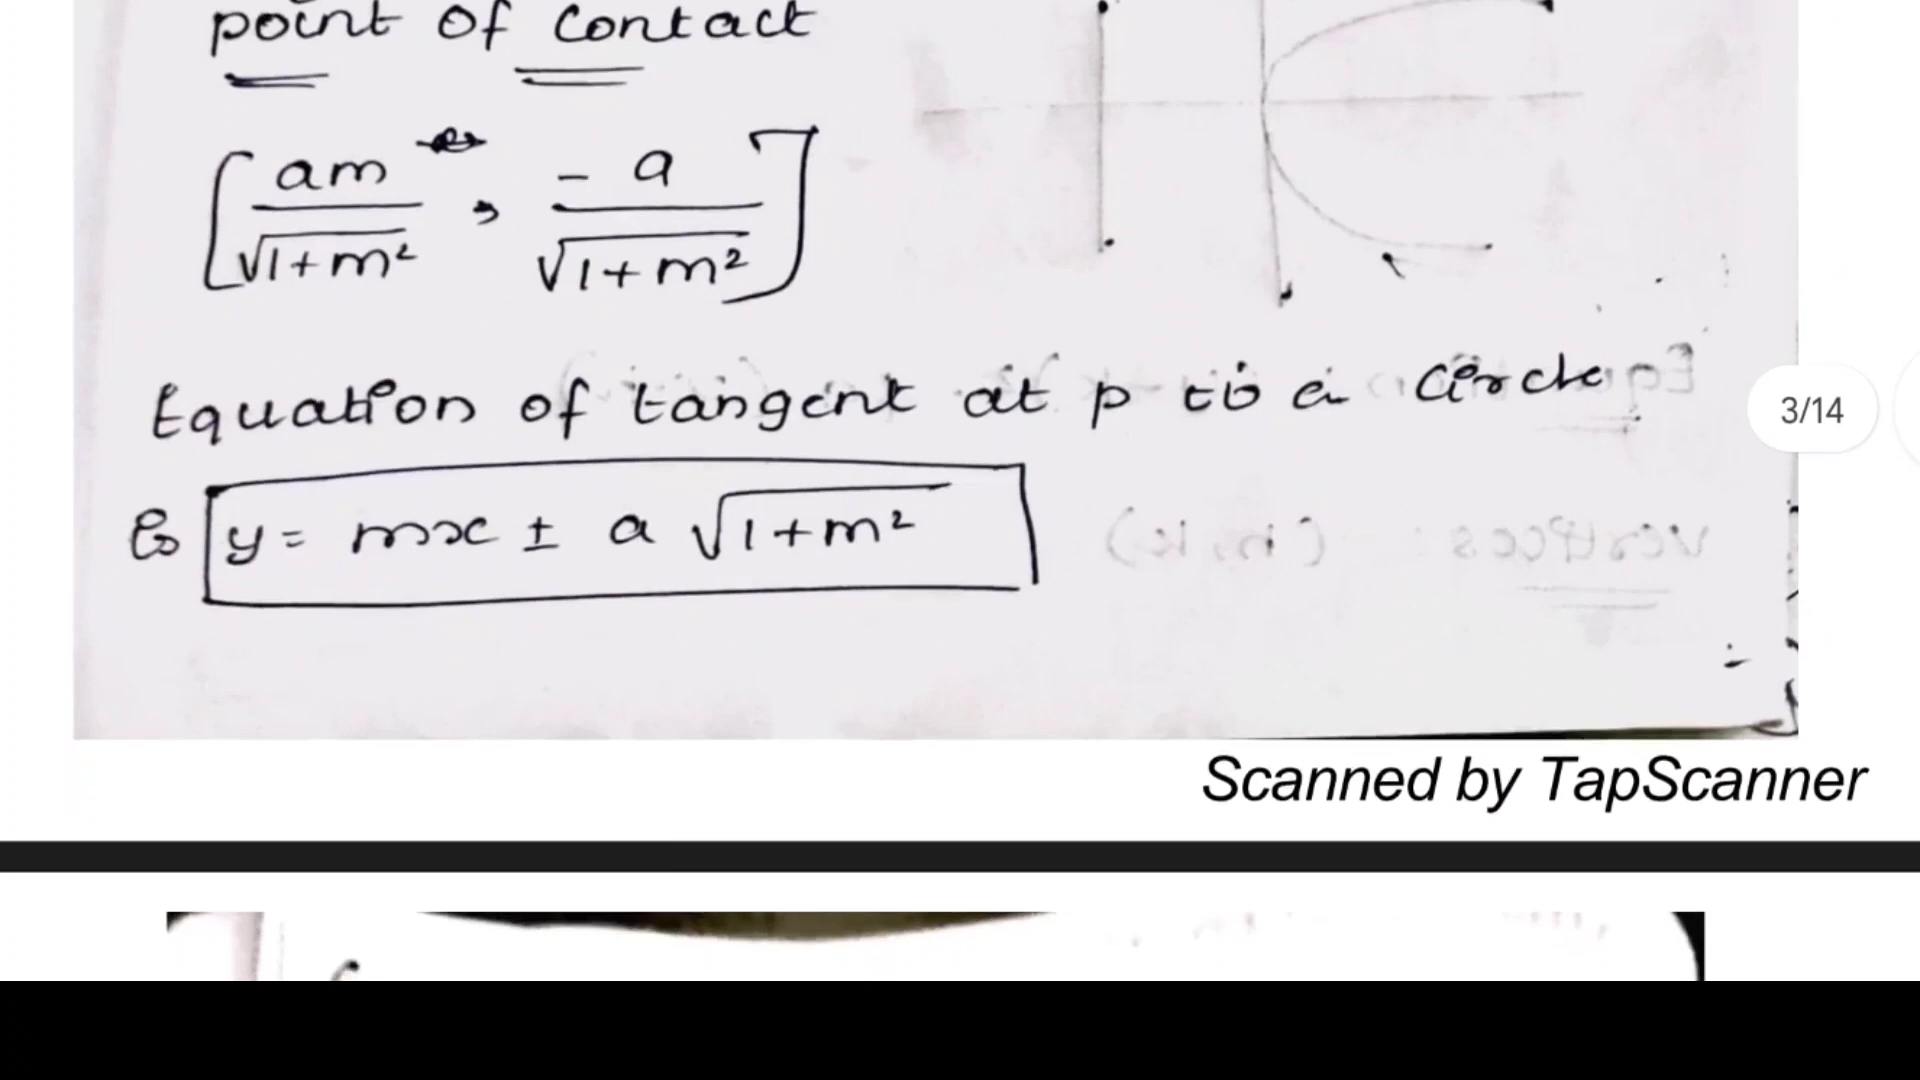 point of contact
[ am/√1+m² , -a/√1+m² ]
Equation of tangent at p to a circle
is y = mx ± a √1+m²
3/14
Scanned by TapScanner